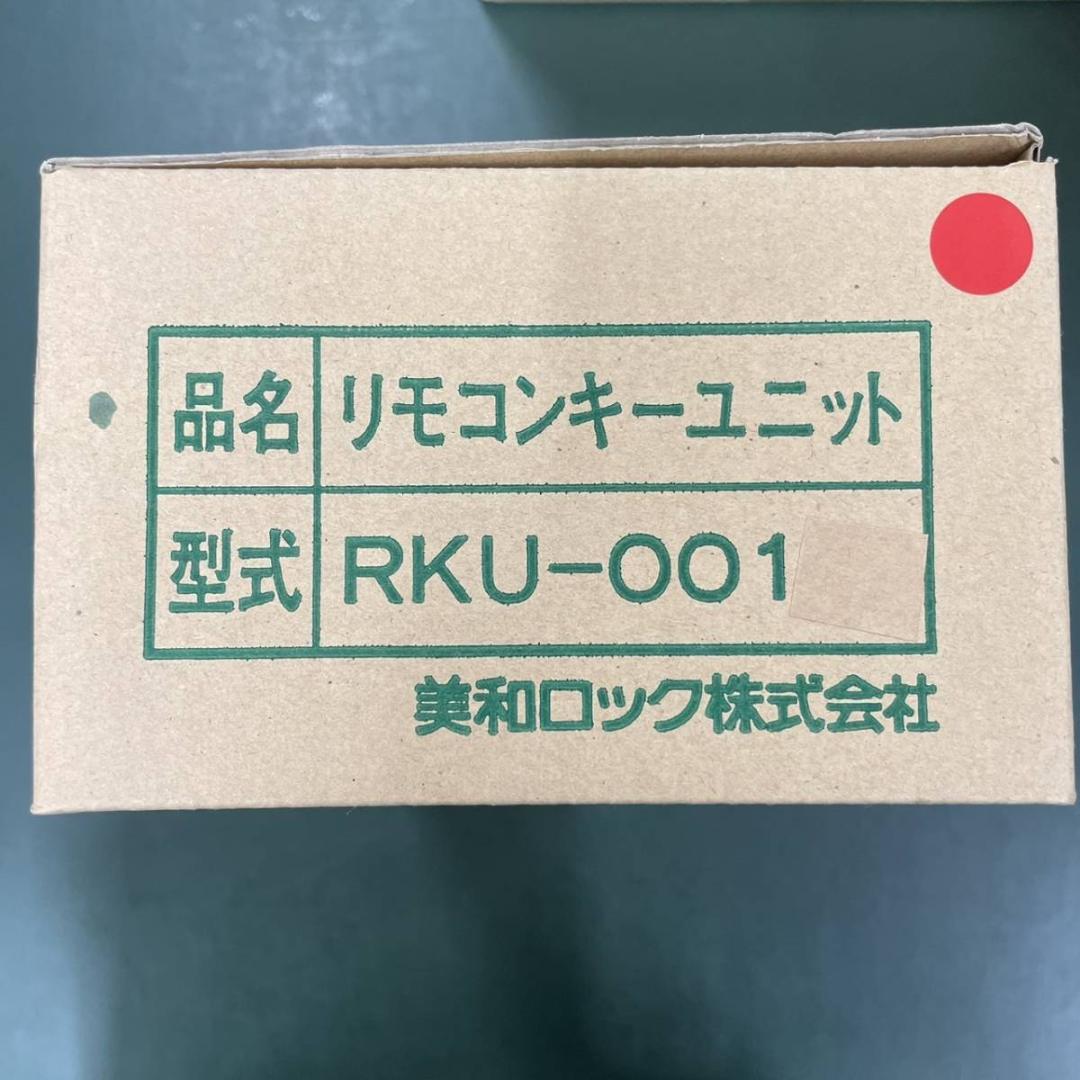 品名 リモコンキーユニット
型式 RKU-001
美和ロック株式会社